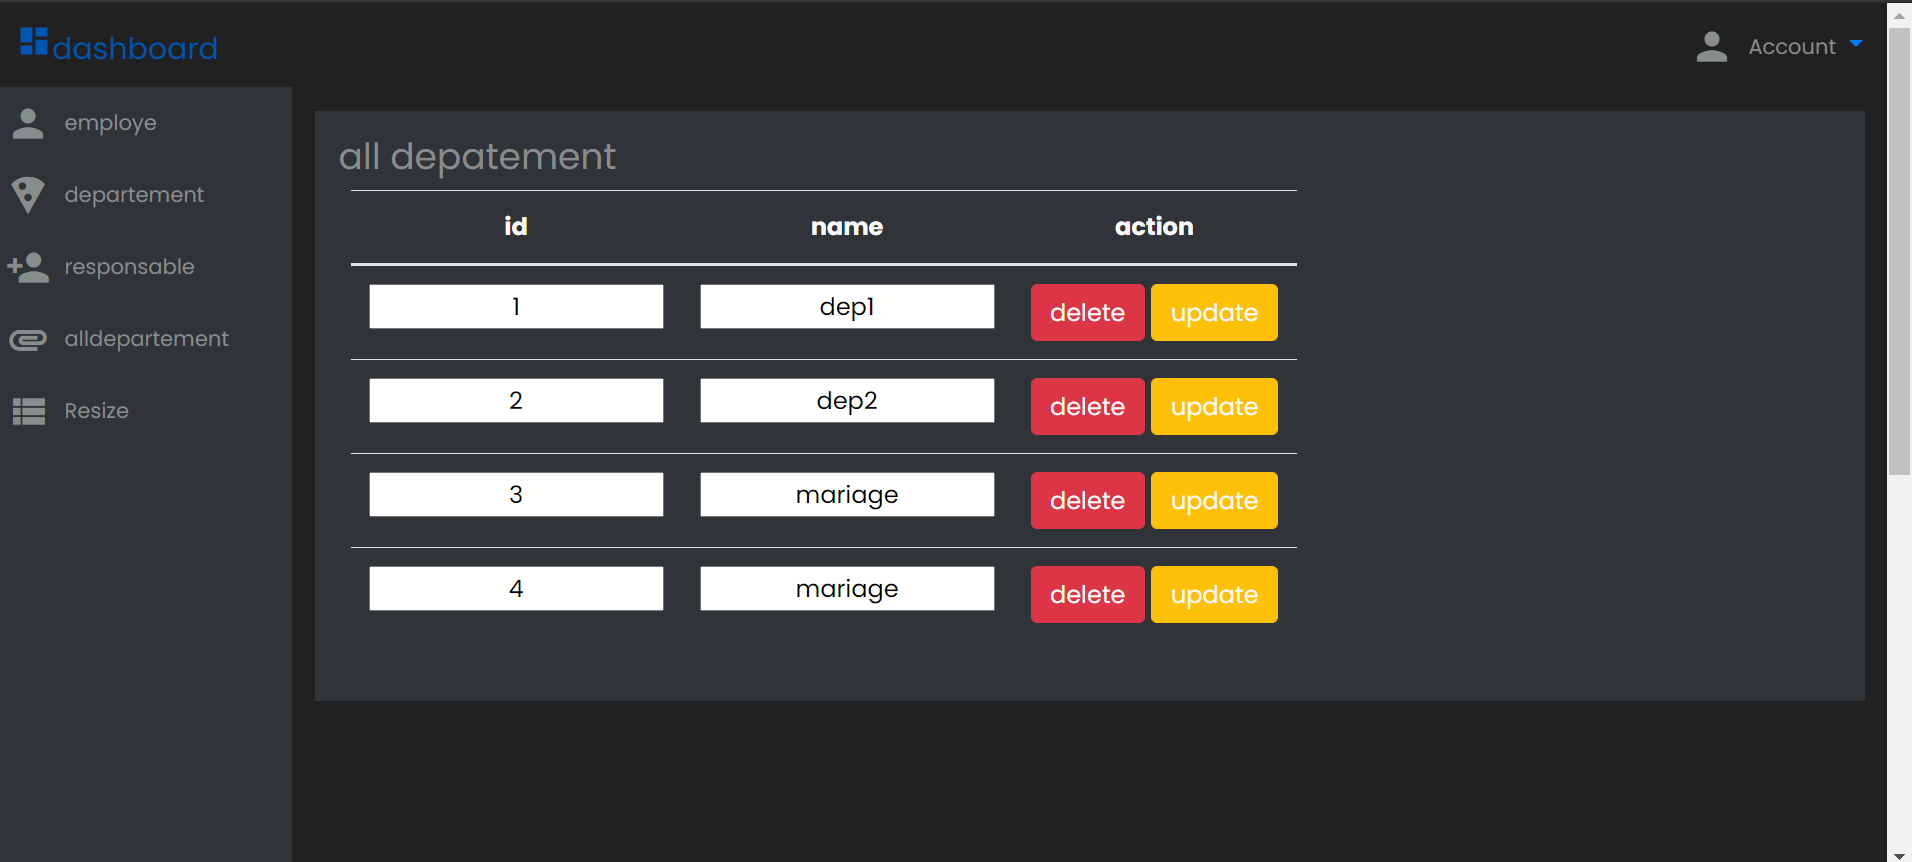 dashboard
Account
employe
departement
responsable
alldepartement
Resize
all depatement
id name action
1 dep1 delete update
2 dep2 delete update
3 mariage delete update
4 mariage delete update